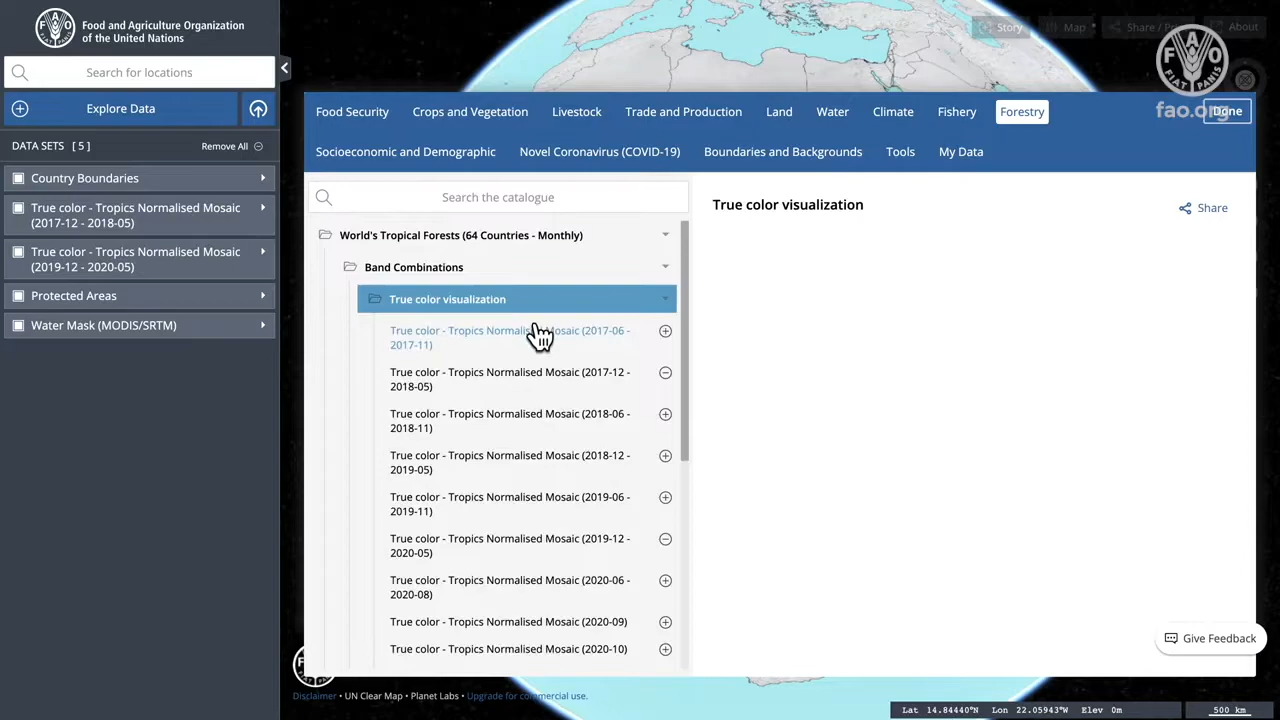 Food and Agriculture Organization
of the United Nations
Search for locations
Explore Data
DATA SETS [ 5 ]
Remove All
Country Boundaries
True color - Tropics Normalised Mosaic
(2017-12 - 2018-05)
True color - Tropics Normalised Mosaic
(2019-12 - 2020-05)
Protected Areas
Water Mask (MODIS/SRTM)
Story
Map
Share /
About
FAO
FIAT PANIS
fao.org
Food Security
Crops and Vegetation
Livestock
Trade and Production
Land
Water
Climate
Fishery
Forestry
Done
Socioeconomic and Demographic
Novel Coronavirus (COVID-19)
Boundaries and Backgrounds
Tools
My Data
Search the catalogue
World's Tropical Forests (64 Countries - Monthly)
Band Combinations
True color visualization
True color - Tropics Normalised Mosaic (2017-06 -
2017-11)
True color - Tropics Normalised Mosaic (2017-12 -
2018-05)
True color - Tropics Normalised Mosaic (2018-06 -
2018-11)
True color - Tropics Normalised Mosaic (2018-12 -
2019-05)
True color - Tropics Normalised Mosaic (2019-06 -
2019-11)
True color - Tropics Normalised Mosaic (2019-12 -
2020-05)
True color - Tropics Normalised Mosaic (2020-06 -
2020-08)
True color - Tropics Normalised Mosaic (2020-09)
True color - Tropics Normalised Mosaic (2020-10)
True color visualization
Share
Give Feedback
Disclaimer • UN Clear Map • Planet Labs • Upgrade for commercial use.
Lat 14.84440°N Lon 22.05943°W Elev 0m
500 km